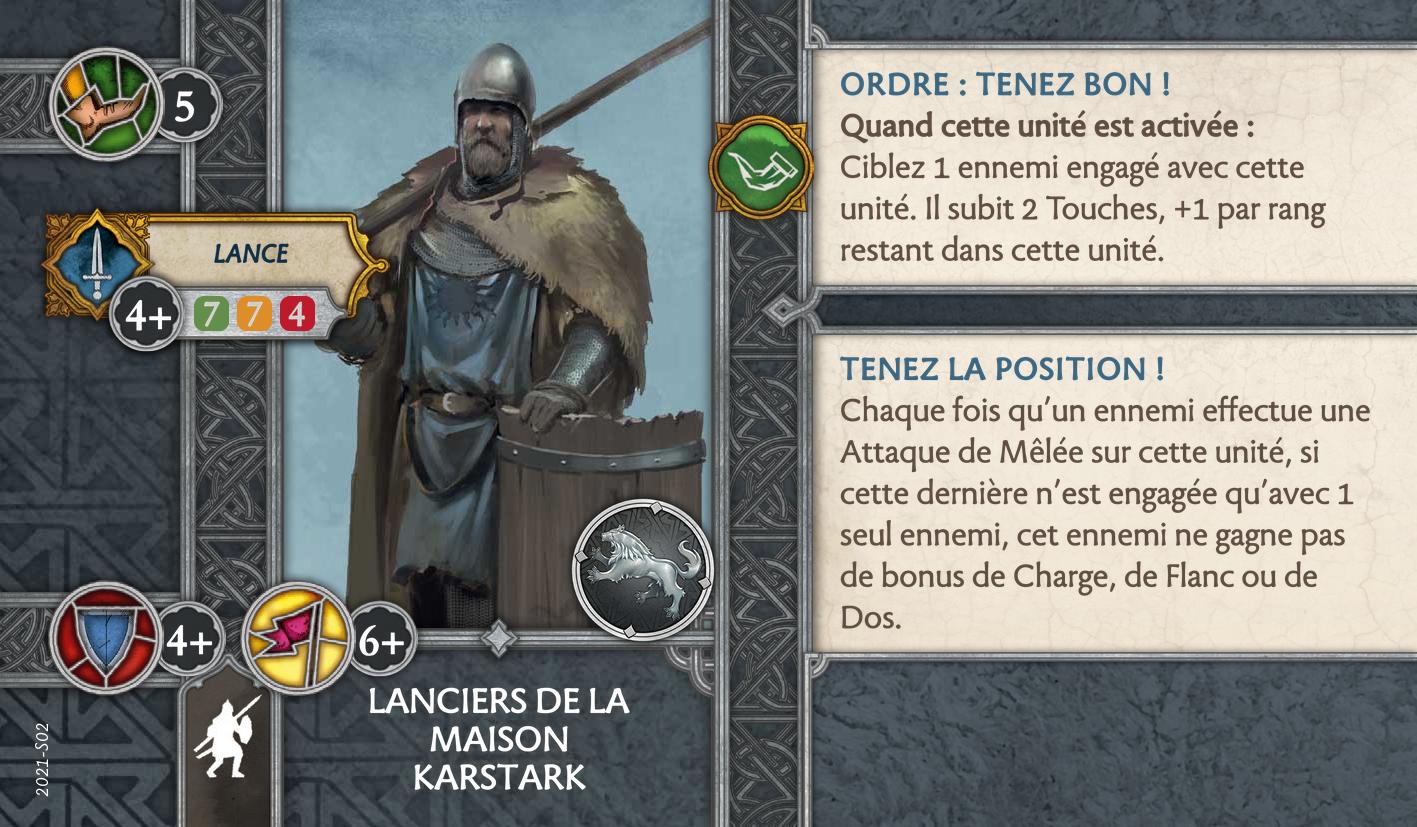 5
LANCE
4+ 7 7 4
4+
6+
LANCIERS DE LA
MAISON
KARSTARK
2021-S02
ORDRE : TENEZ BON !
Quand cette unité est activée :
Ciblez 1 ennemi engagé avec cette
unité. Il subit 2 Touches, +1 par rang
restant dans cette unité.
TENEZ LA POSITION !
Chaque fois qu’un ennemi effectue une
Attaque de Mêlée sur cette unité, si
cette dernière n’est engagée qu’avec 1
seul ennemi, cet ennemi ne gagne pas
de bonus de Charge, de Flanc ou de
Dos.